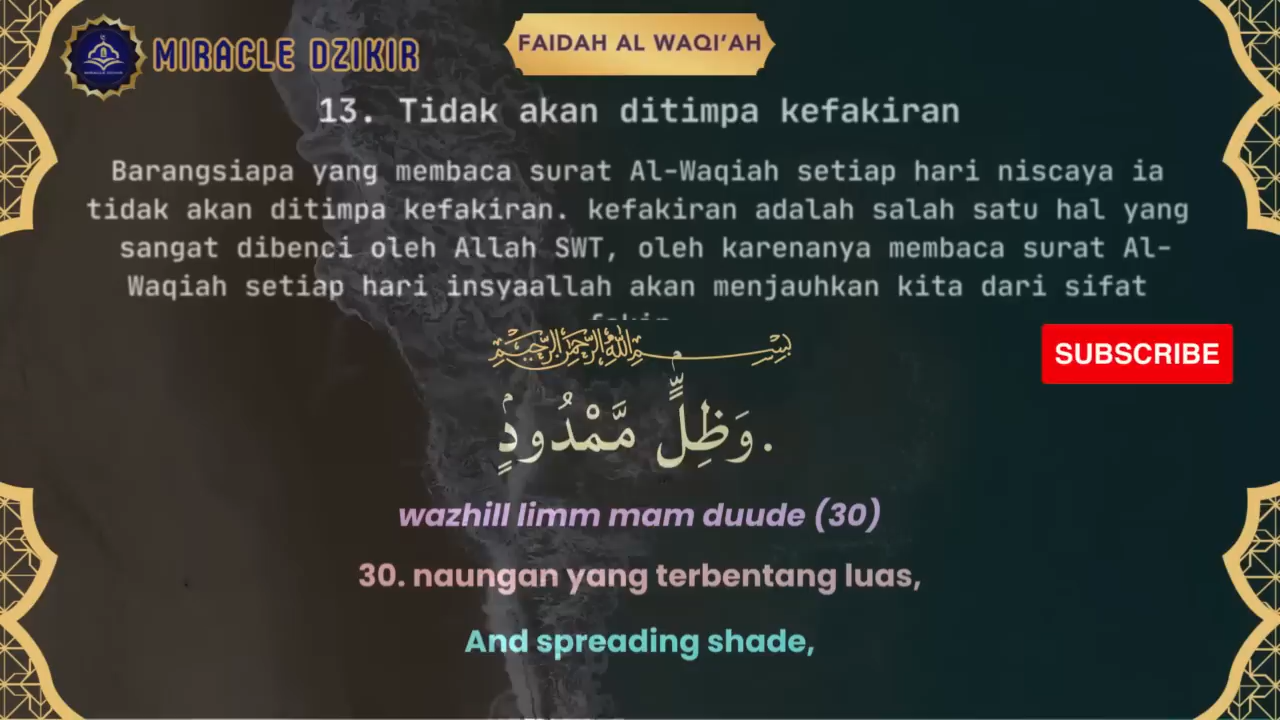 MIRACLE DZIKIR
FAIDAH AL WAQI’AH
13. Tidak akan ditimpa kefakiran
Barangsiapa yang membaca surat Al-Waqiah setiap hari niscaya ia
tidak akan ditimpa kefakiran. kefakiran adalah salah satu hal yang
sangat dibenci oleh Allah SWT, oleh karenanya membaca surat Al-
Waqiah setiap hari insyaallah akan menjauhkan kita dari sifat
بِسْمِ اللهِ الرَّحْمٰنِ الرَّحِيْمِ
SUBSCRIBE
وَظِلٍّۢ مَّمْدُودٍۢ.
wazhill limm mam duude (30)
30. naungan yang terbentang luas,
And spreading shade,